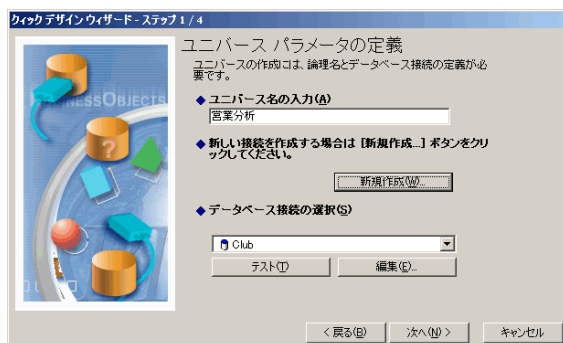 クィック デザイン ウィザード - ステップ 1 / 4
ユニバース パラメータの定義
ユニバースの作成には、論理名とデータベース接続の定義が必
要です。
BUSINESSOBJECTS
ユニバース名の入力(A)
営業分析
新しい接続を作成する場合は [新規作成...] ボタンをクリ
ックしてください。
新規作成(W)...
データベース接続の選択(S)
Club
テスト(T)
編集(E)...
< 戻る(B)
次へ(N) >
キャンセル